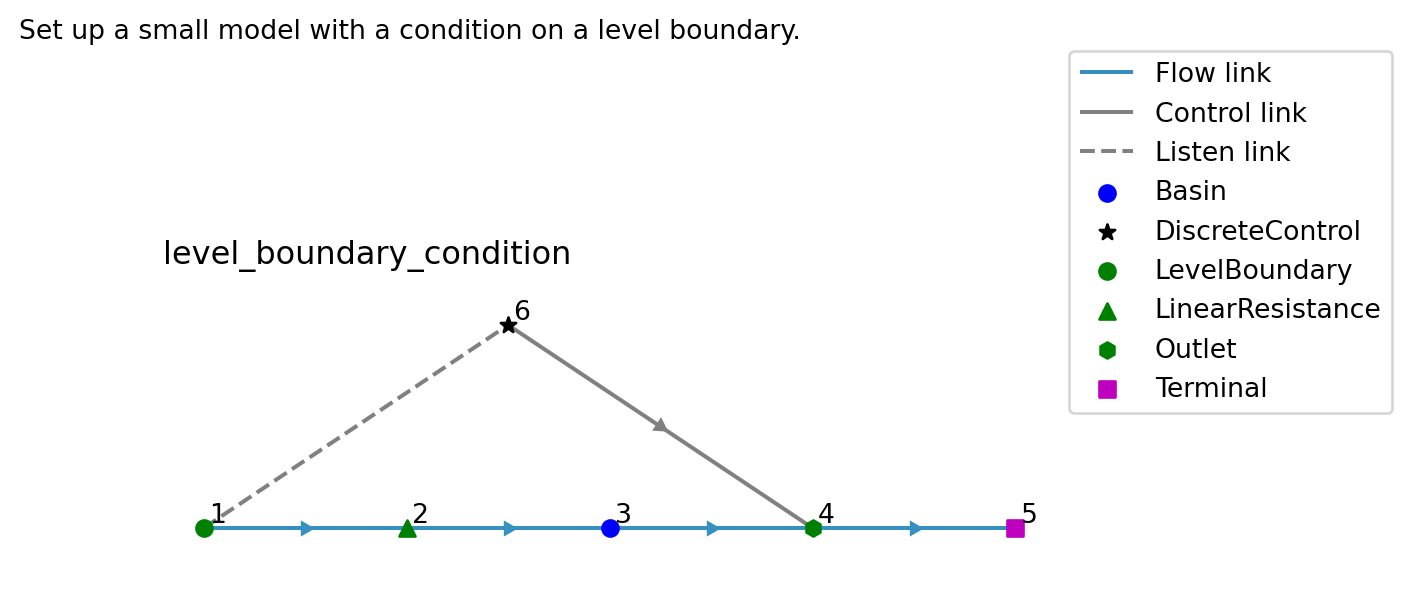 Set up a small model with a condition on a level boundary.
Flow link
Control link
Listen link
Basin
DiscreteControl
LevelBoundary
LinearResistance
Outlet
Terminal
level_boundary_condition
6
1
2
3
4
5